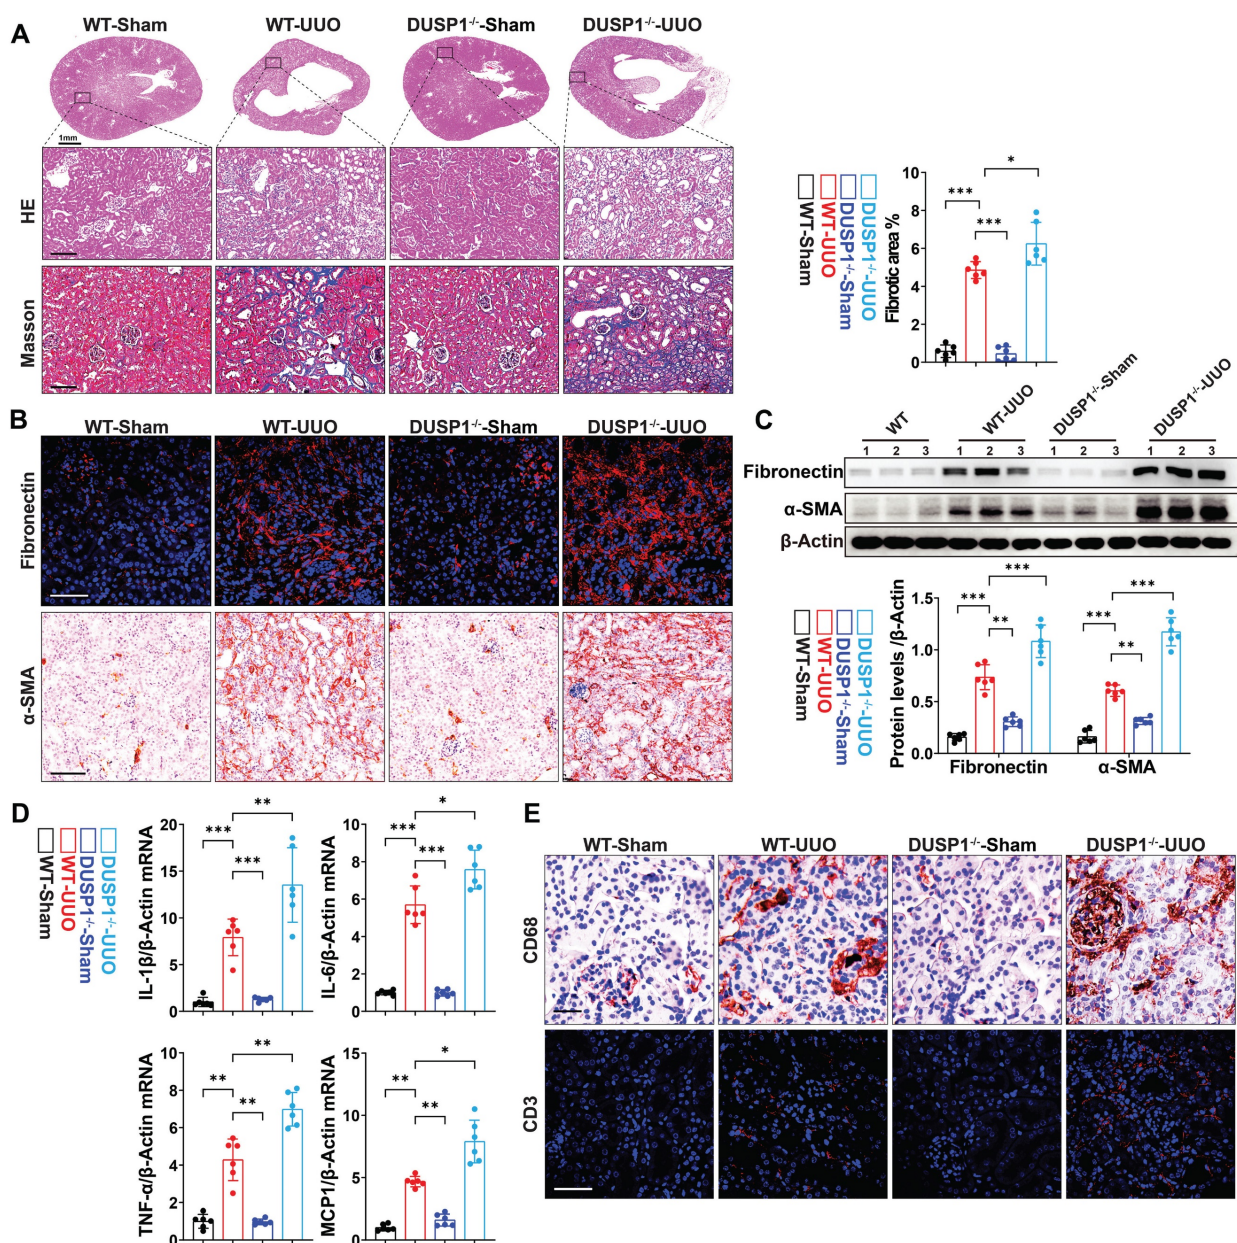 A
WT-Sham WT-UUO DUSP1⁻/⁻-Sham DUSP1⁻/⁻-UUO
1mm
HE
Masson
WT-Sham
WT-UUO
DUSP1⁻/⁻-Sham
DUSP1⁻/⁻-UUO
Fibrotic area %
10
8
6
4
2
0
*** *** *
B
WT-Sham WT-UUO DUSP1⁻/⁻-Sham DUSP1⁻/⁻-UUO
Fibronectin
α-SMA
C
WT WT-UUO DUSP1⁻/⁻-Sham DUSP1⁻/⁻-UUO
1 2 3 1 2 3 1 2 3 1 2 3
Fibronectin
α-SMA
β-Actin
WT-Sham
WT-UUO
DUSP1⁻/⁻-Sham
DUSP1⁻/⁻-UUO
Protein levels /β-Actin
1.5
1.0
0.5
0.0
*** ** *** *** ** ***
Fibronectin α-SMA
D
WT-Sham
WT-UUO
DUSP1⁻/⁻-Sham
DUSP1⁻/⁻-UUO
IL-1β/β-Actin mRNA
20
15
10
5
0
*** *** **
IL-6/β-Actin mRNA
10
8
6
4
2
0
*** *** *
TNF-α/β-Actin mRNA
10
8
6
4
2
0
** ** **
MCP1/β-Actin mRNA
15
10
5
0
** ** *
E
WT-Sham WT-UUO DUSP1⁻/⁻-Sham DUSP1⁻/⁻-UUO
CD68
CD3